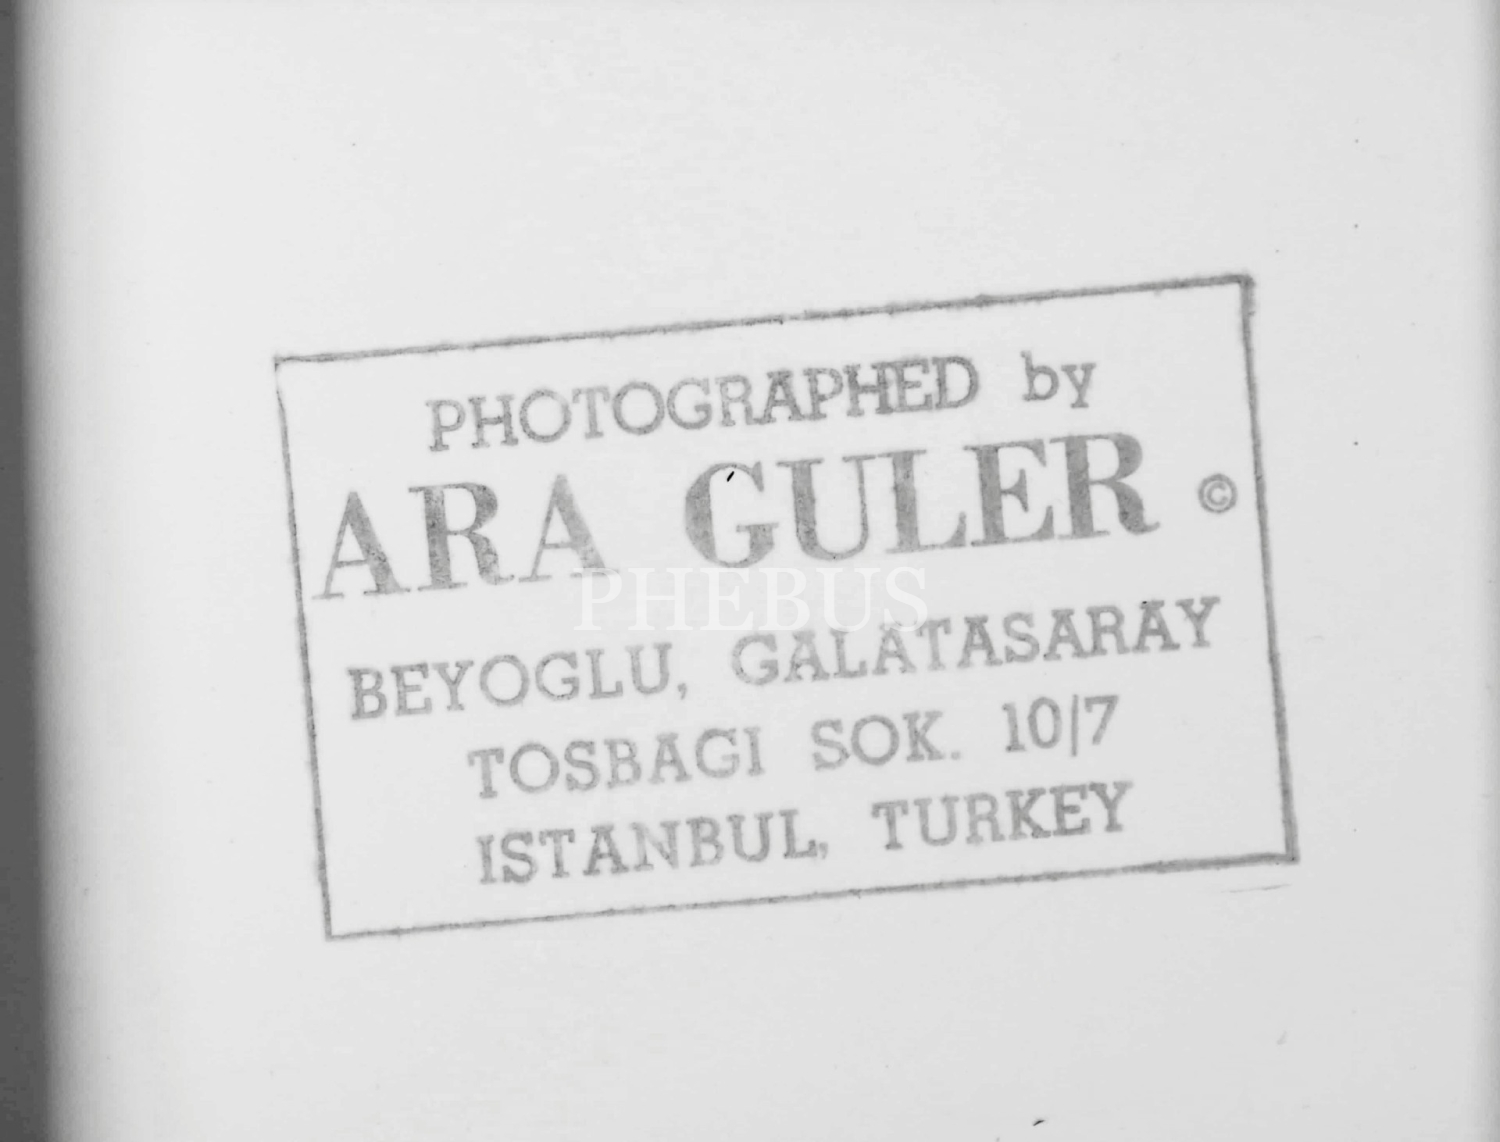 PHOTOGRAPHED by
ARA GULER ©
PHEBUS
BEYOGLU, GALATASARAY
TOSBAGI SOK. 10/7
ISTANBUL, TURKEY